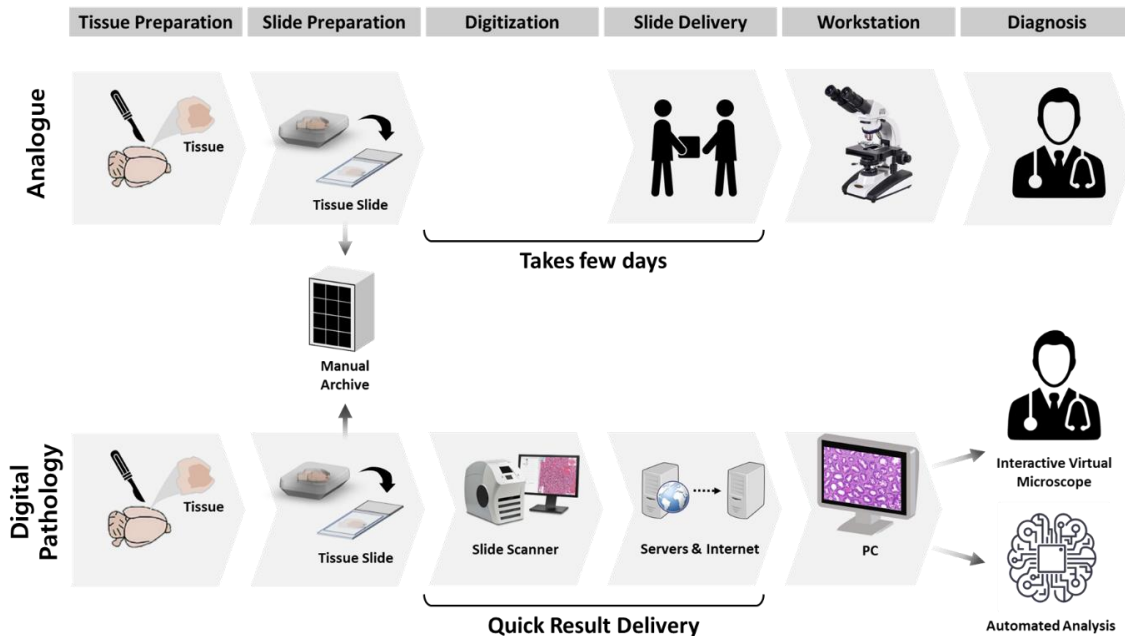 Tissue Preparation
Slide Preparation
Digitization
Slide Delivery
Workstation
Diagnosis
Analogue
Tissue
Tissue Slide
Takes few days
Manual
Archive
Digital
Pathology
Tissue
Tissue Slide
Slide Scanner
Servers & Internet
PC
Interactive Virtual
Microscope
Automated Analysis
Quick Result Delivery